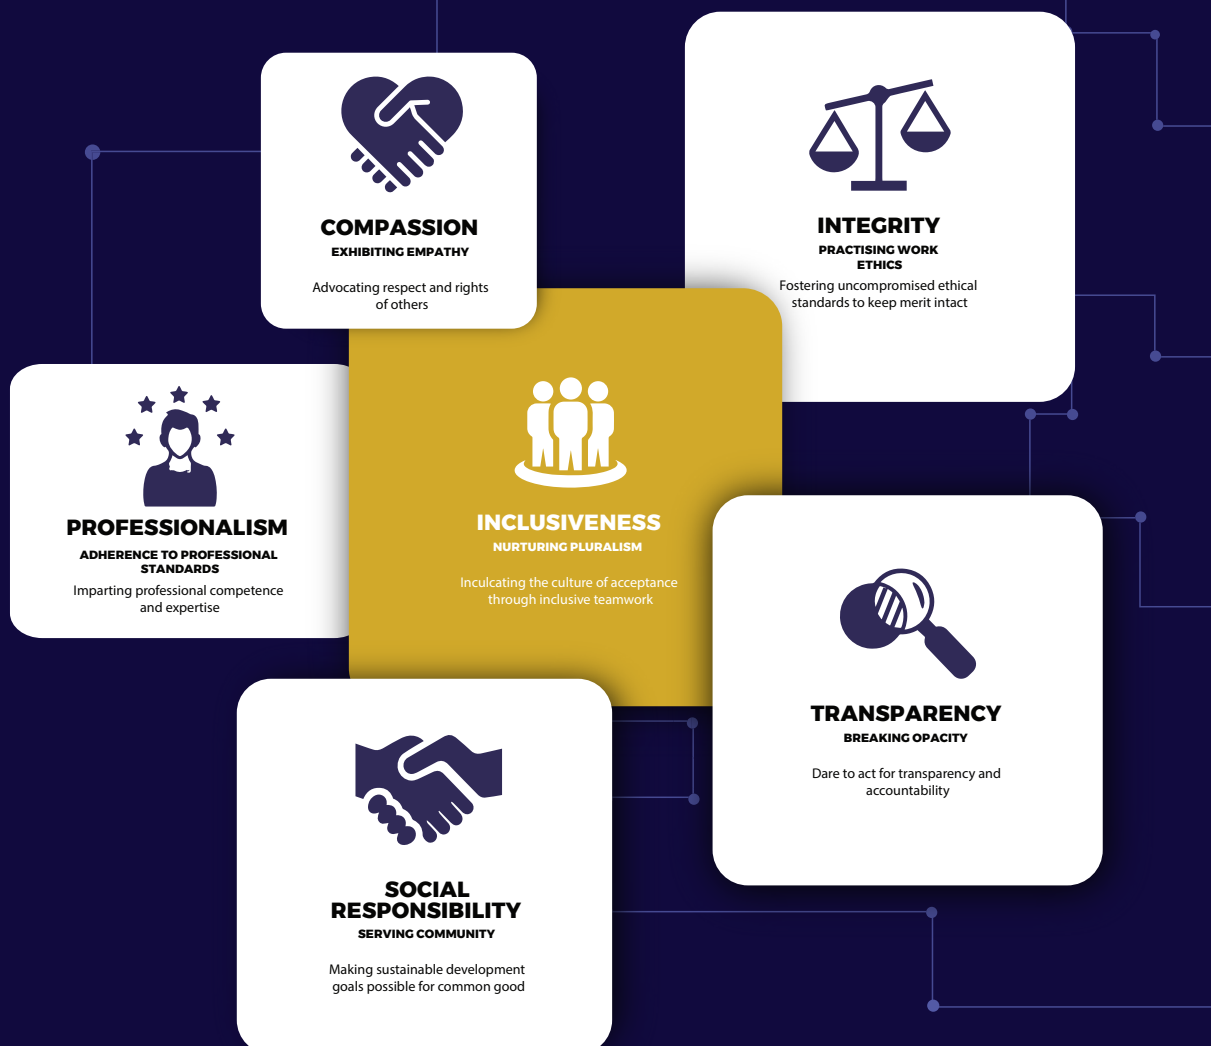 COMPASSION
EXHIBITING EMPATHY
Advocating respect and rights
of others
INTEGRITY
PRACTISING WORK
ETHICS
Fostering uncompromised ethical
standards to keep merit intact
PROFESSIONALISM
ADHERENCE TO PROFESSIONAL
STANDARDS
Imparting professional competence
and expertise
INCLUSIVENESS
NURTURING PLURALISM
Inculcating the culture of acceptance
through inclusive teamwork
TRANSPARENCY
BREAKING OPACITY
Dare to act for transparency and
accountability
SOCIAL
RESPONSIBILITY
SERVING COMMUNITY
Making sustainable development
goals possible for common good